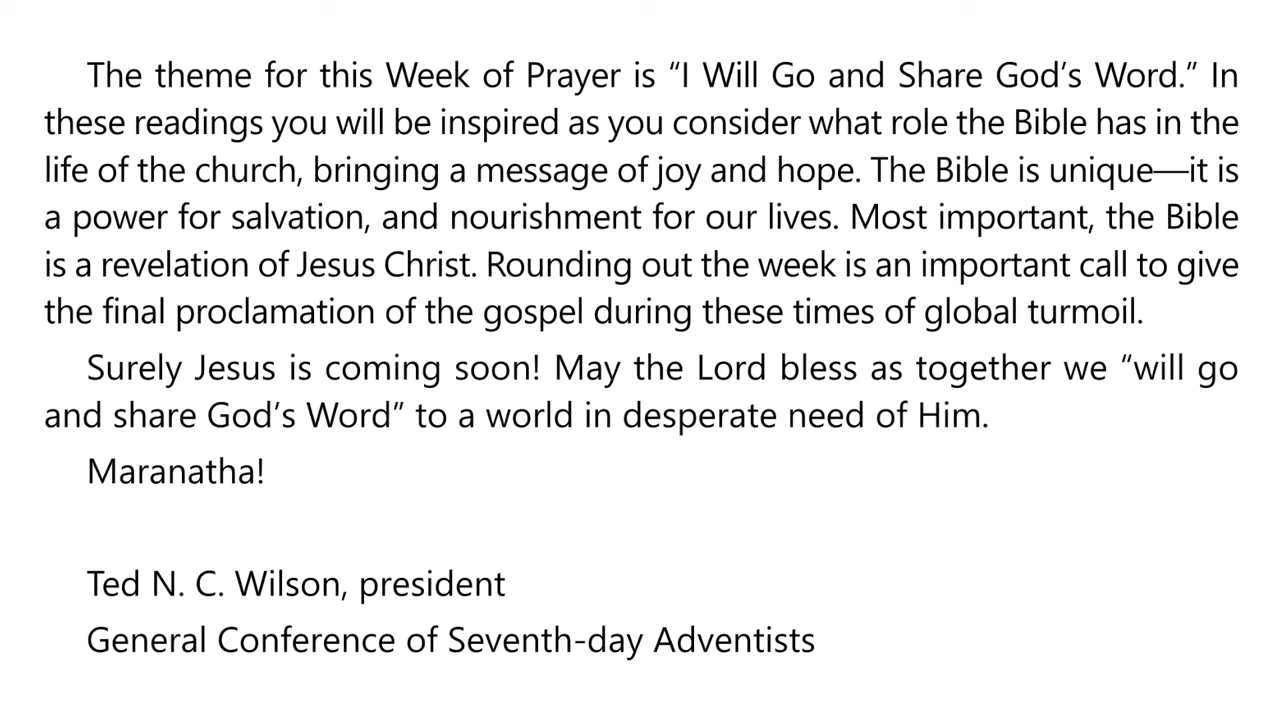 The theme for this Week of Prayer is “I Will Go and Share God’s Word.” In
these readings you will be inspired as you consider what role the Bible has in the
life of the church, bringing a message of joy and hope. The Bible is unique—it is
a power for salvation, and nourishment for our lives. Most important, the Bible
is a revelation of Jesus Christ. Rounding out the week is an important call to give
the final proclamation of the gospel during these times of global turmoil.
Surely Jesus is coming soon! May the Lord bless as together we “will go
and share God’s Word” to a world in desperate need of Him.
Maranatha!
Ted N. C. Wilson, president
General Conference of Seventh-day Adventists